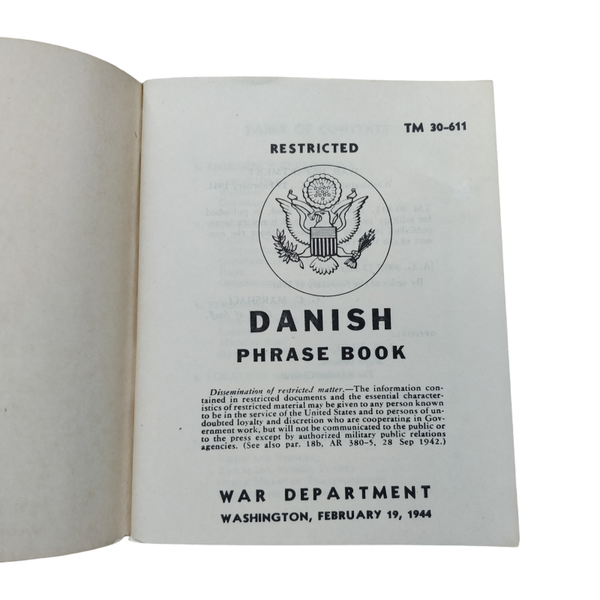 TM 30-611
RESTRICTED
DANISH
PHRASE BOOK
Dissemination of restricted matter.—The information con-
tained in restricted documents and the essential character-
istics of restricted material may be given to any person known
to be in the service of the United States and to persons of un-
doubted loyalty and discretion who are cooperating in Gov-
ernment work, but will not be communicated to the public or
to the press except by authorized military public relations
agencies. (See also par. 18b, AR 380-5, 28 Sep 1942.)
WAR DEPARTMENT
WASHINGTON, FEBRUARY 19, 1944